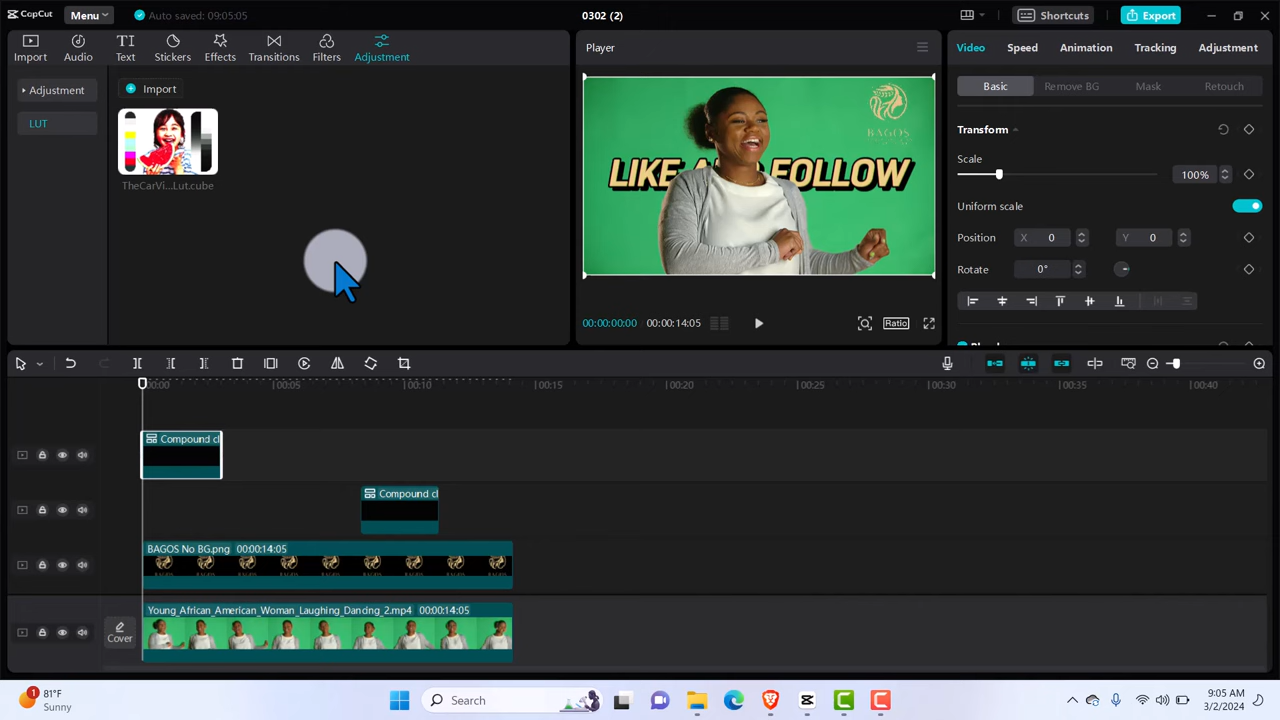 CapCut
Menu
Auto saved: 09:05:05
0302 (2)
Shortcuts
Export
Import
Audio
Text
Stickers
Effects
Transitions
Filters
Adjustment
Adjustment
LUT
Import
TheCarVi...Lut.cube
Player
BAGOS
LIKE A FOLLOW
00:00:00:00
00:00:14:05
Ratio
Video
Speed
Animation
Tracking
Adjustment
Basic
Remove BG
Mask
Retouch
Transform
Scale
100%
Uniform scale
Position
X
0
Y
0
Rotate
0°
00:00
00:05
00:10
00:15
00:20
00:25
00:30
00:35
00:40
Compound cl
Compound cl
BAGOS No BG.png 00:00:14:05
Cover
Young_African_American_Woman_Laughing_Dancing_2.mp4 00:00:14:05
1
81°F
Sunny
Search
9:05 AM
3/2/2024